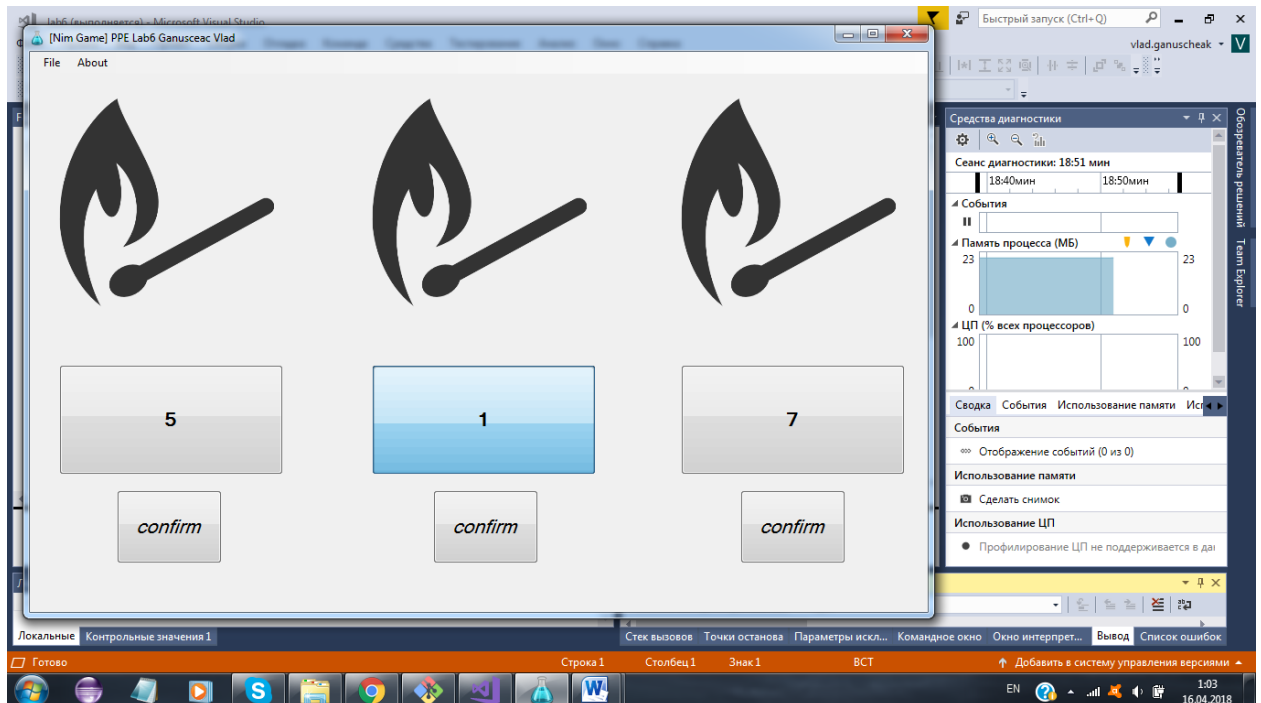 lab6 (выполняется) - Microsoft Visual Studio
Быстрый запуск (Ctrl+Q)
[Nim Game] PPE Lab6 Ganusceac Vlad
vlad.ganuscheak
V
File About
Средства диагностики
Сеанс диагностики: 18:51 мин
18:40мин 18:50мин
События
Память процесса (МБ)
23 23
0 0
ЦП (% всех процессоров)
100 100
Сводка События Использование памяти
События
Отображение событий (0 из 0)
Использование памяти
Сделать снимок
Использование ЦП
Профилирование ЦП не поддерживается в
Обозреватель решений
Team Explorer
5 1 7
confirm confirm confirm
Локальные Контрольные значения 1
Стек вызовов Точки останова Параметры искл... Командное окно Окно интерпрет... Вывод Список ошибок
Готово Строка 1 Столбец 1 Знак 1 ВСТ Добавить в систему управления версиями
EN 1:03
16.04.2018